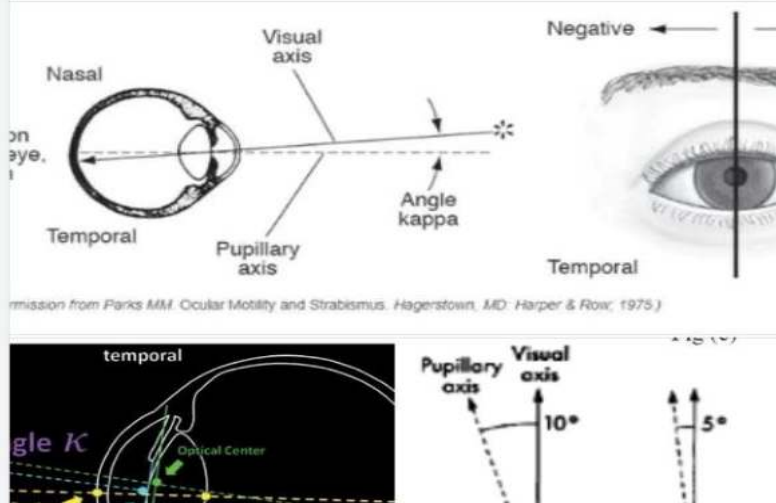 Visual
axis
Negative
Nasal
on
eye,
Angle
kappa
Temporal
Pupillary
axis
Temporal
rmission from Parks MM. Ocular Motility and Strabismus. Hagerstown, MD: Harper & Row; 1975.)
temporal
gle K
Optical Center
Pupillary
axis
Visual
axis
10°
5°